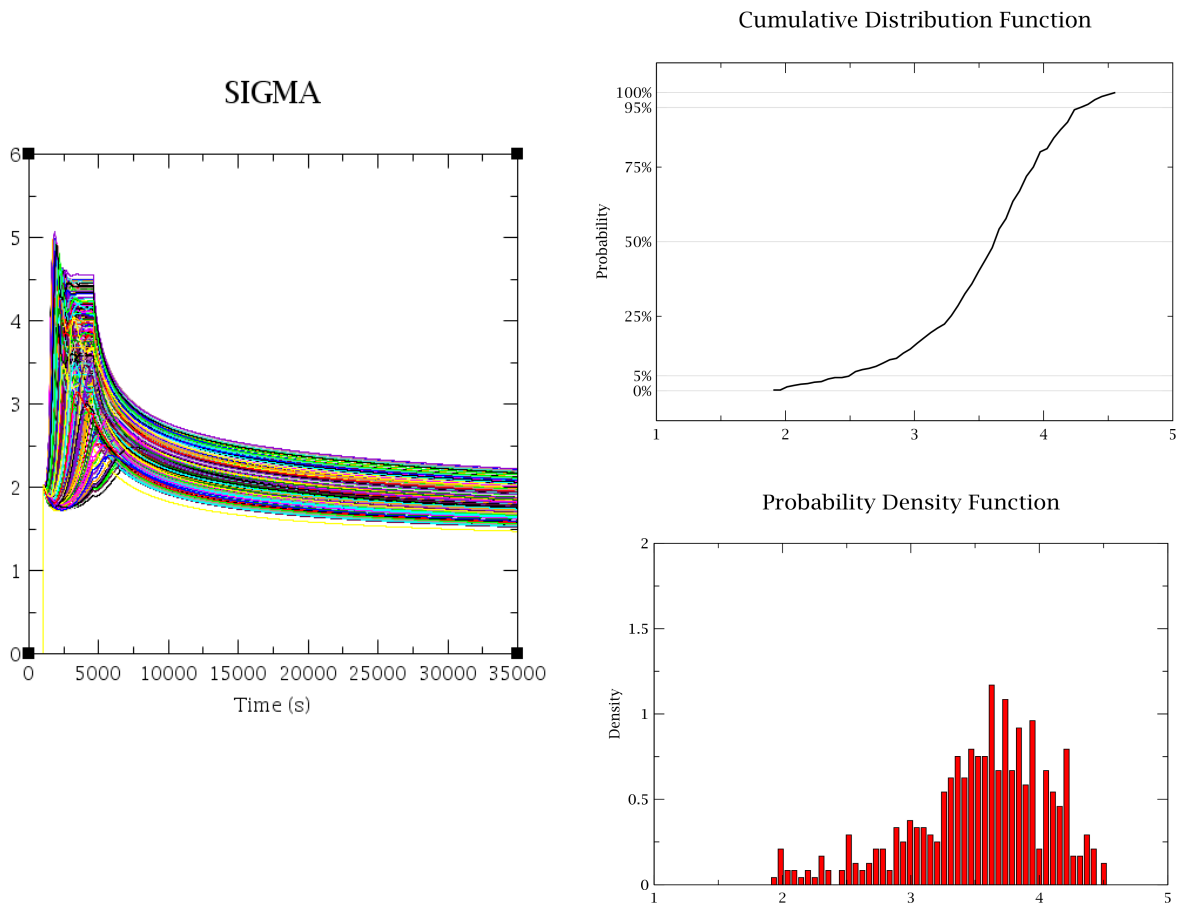 SIGMA
6
5
4
3
2
1
0
0 5000 10000 15000 20000 25000 30000 35000
Time (s)
Cumulative Distribution Function
100%
95%
75%
50%
25%
5%
0%
Probability
1 2 3 4 5
Probability Density Function
2
1.5
1
0.5
0
Density
1 2 3 4 5